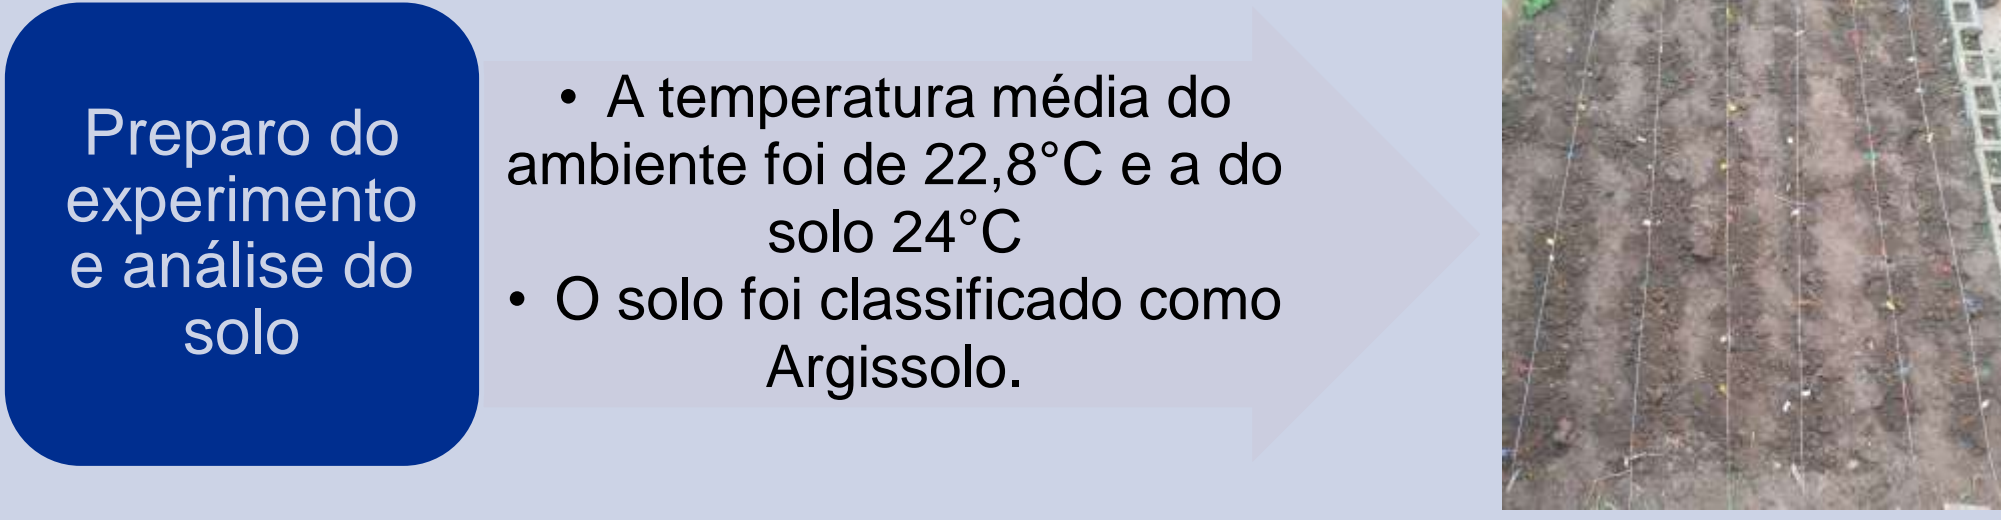 Preparo do
experimento
e análise do
solo
• A temperatura média do
ambiente foi de 22,8°C e a do
solo 24°C
• O solo foi classificado como
Argissolo.